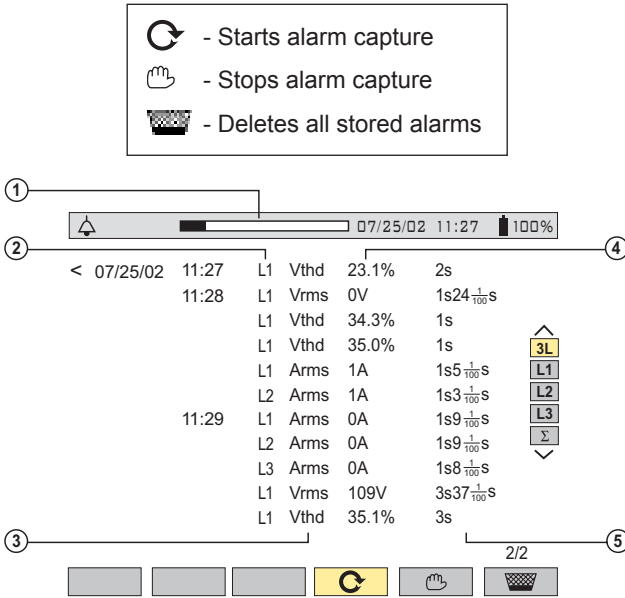 - Starts alarm capture
- Stops alarm capture
- Deletes all stored alarms
1
07/25/02 11:27 100%
2 4
< 07/25/02 11:27 L1 Vthd 23.1% 2s
11:28 L1 Vrms 0V 1s24 1/100 s
L1 Vthd 34.3% 1s
L1 Vthd 35.0% 1s
3L
L1 Arms 1A 1s5 1/100 s
L1
L2 Arms 1A 1s3 1/100 s
L2
11:29 L1 Arms 0A 1s9 1/100 s
L3
L2 Arms 0A 1s9 1/100 s
Σ
L3 Arms 0A 1s8 1/100 s
L1 Vrms 109V 3s37 1/100 s
L1 Vthd 35.1% 3s
3 5
2/2